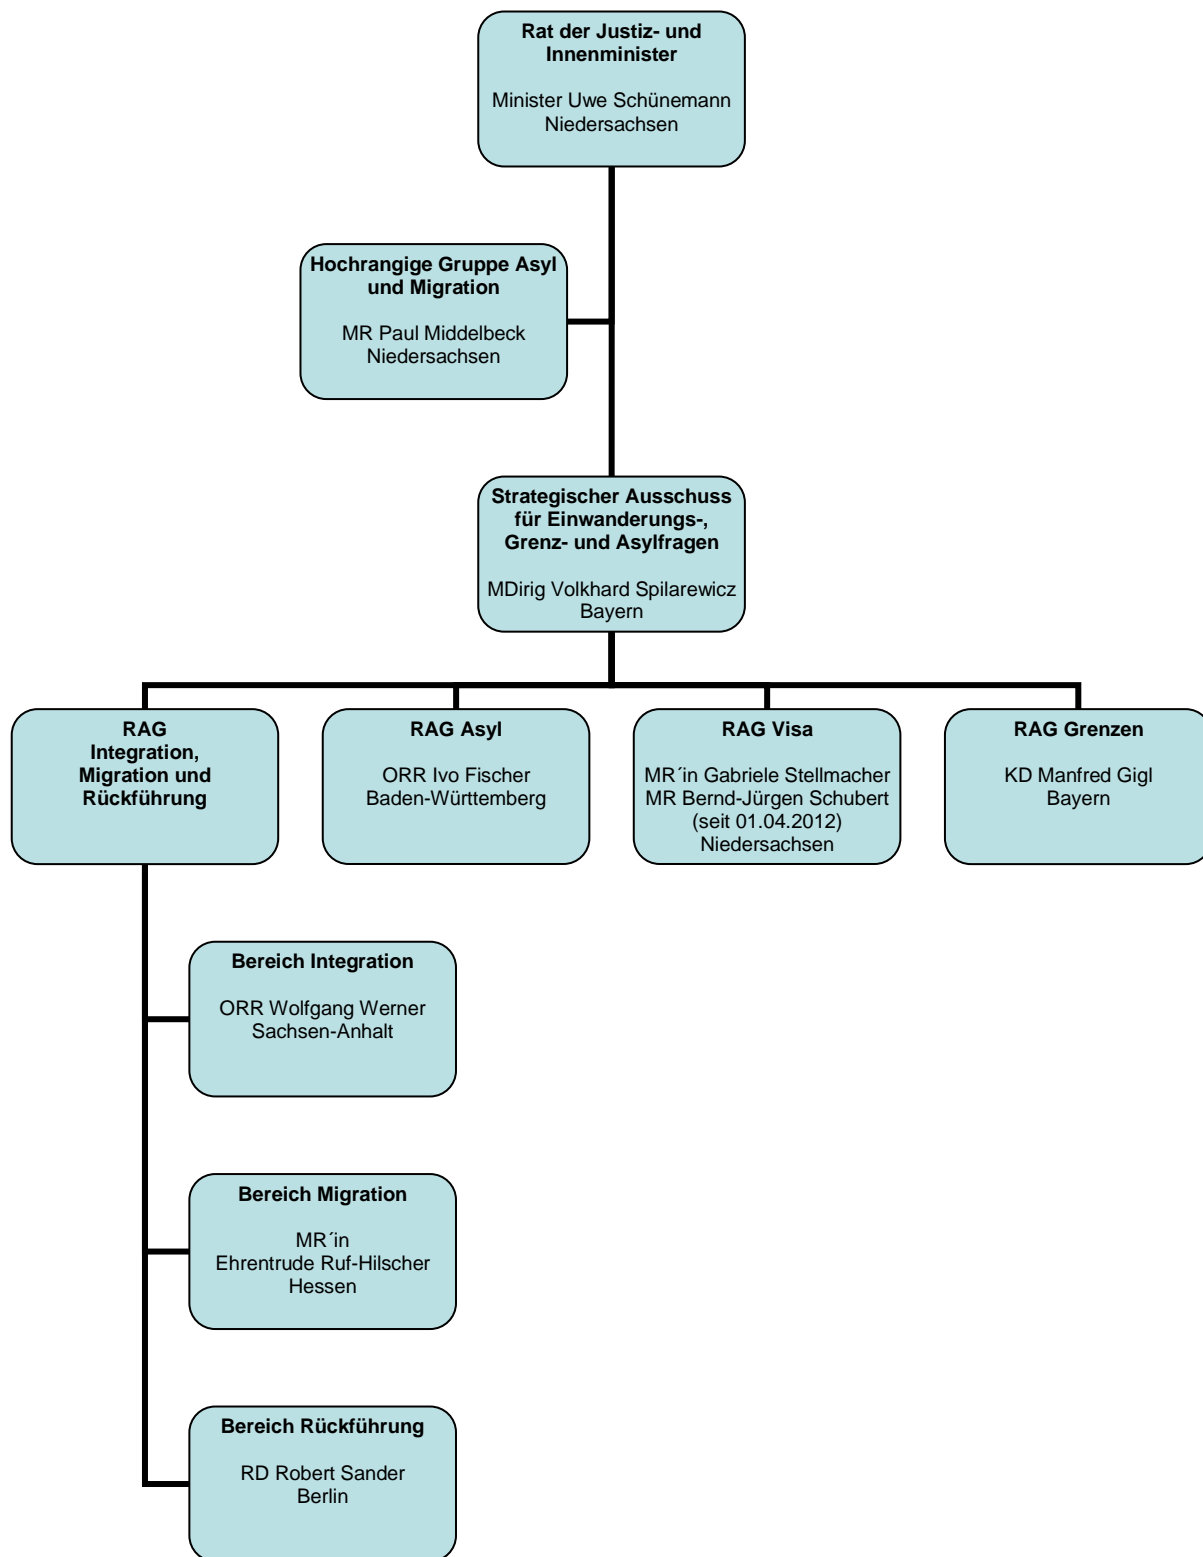 Rat der Justiz- und
Innenminister
Minister Uwe Schünemann
Niedersachsen
Hochrangige Gruppe Asyl
und Migration
MR Paul Middelbeck
Niedersachsen
Strategischer Ausschuss
für Einwanderungs-,
Grenz- und Asylfragen
MDirig Volkhard Spilarewicz
Bayern
RAG
Integration,
Migration und
Rückführung
RAG Asyl
ORR Ivo Fischer
Baden-Württemberg
RAG Visa
MR´in Gabriele Stellmacher
MR Bernd-Jürgen Schubert
(seit 01.04.2012)
Niedersachsen
RAG Grenzen
KD Manfred Gigl
Bayern
Bereich Integration
ORR Wolfgang Werner
Sachsen-Anhalt
Bereich Migration
MR´in
Ehrentrude Ruf-Hilscher
Hessen
Bereich Rückführung
RD Robert Sander
Berlin